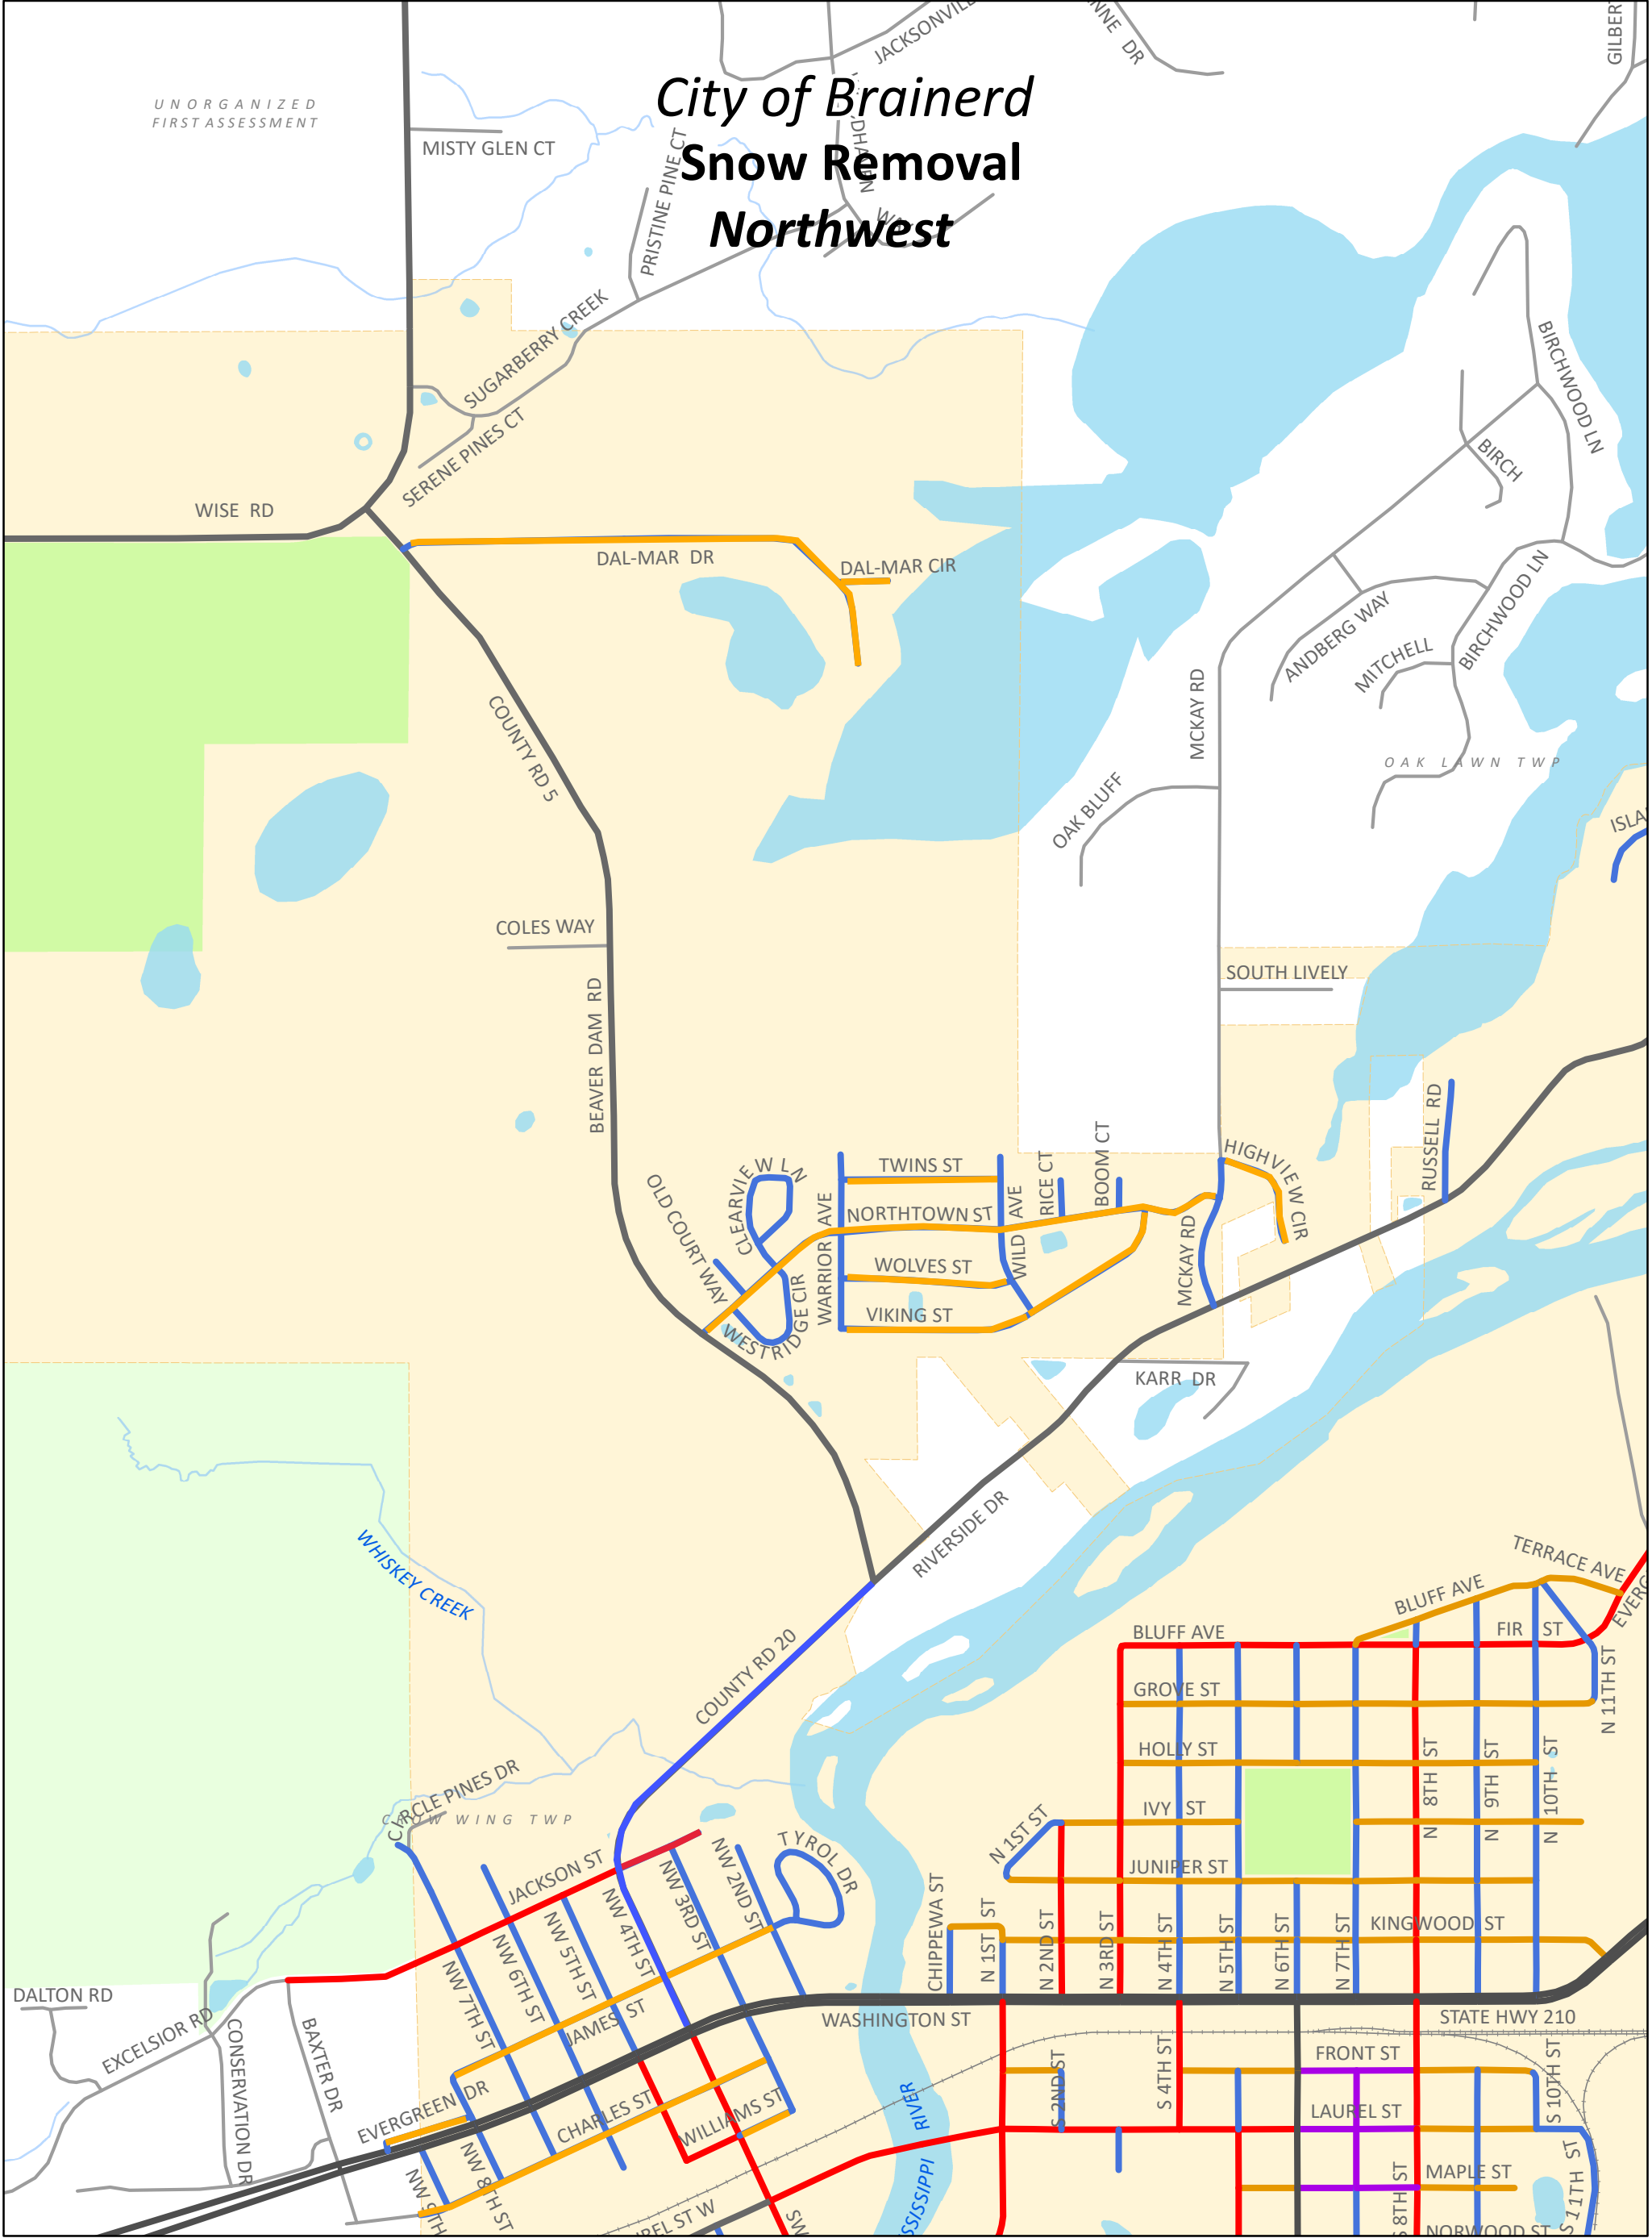 City of Brainerd
Snow Removal
Northwest
UNORGANIZED
FIRST ASSESSMENT
MISTY GLEN CT
PRISTINE PINE CT
WAY
SUGARBERRY CREEK
SERENE PINES CT
WISE RD
DAL-MAR DR
DAL-MAR CIR
BIRCHWOOD LN
BIRCH
BIRCHWOOD LN
ANDBERG WAY
MITCHELL
MCKAY RD
OAK LAWN TWP
OAK BLUFF
COUNTY RD 5
COLES WAY
SOUTH LIVELY
BEAVER DAM RD
RUSSELL RD
HIGHVIEW CIR
BOOM CT
RICE CT
TWINS ST
CLEARVIEW LN
OLD COURT WAY
WARRIOR AVE
NORTHTOWN ST
WILD AVE
WOLVES ST
VIKING ST
WESTRIDGE CIR
MCKAY RD
KARR DR
RIVERSIDE DR
WHISKEY CREEK
COUNTY RD 20
TERRACE AVE
BLUFF AVE
BLUFF AVE
FIR ST
GROVE ST
N 11TH ST
HOLLY ST
N 8TH ST
N 9TH ST
N 10TH ST
IVY ST
N 1ST ST
JUNIPER ST
KINGWOOD ST
CIRCLE PINES DR
CROW WING TWP
TYROL DR
JACKSON ST
NW 2ND ST
NW 3RD ST
NW 4TH ST
NW 5TH ST
NW 6TH ST
NW 7TH ST
CHIPPEWA ST
N 1ST ST
N 2ND ST
N 3RD ST
N 4TH ST
N 5TH ST
N 6TH ST
N 7TH ST
DALTON RD
EXCELSIOR RD
CONSERVATION DR
BAXTER DR
JAMES ST
WASHINGTON ST
STATE HWY 210
EVERGREEN DR
CHARLES ST
WILLIAMS ST
NW 8TH ST
RIVER
S 2ND ST
S 4TH ST
FRONT ST
LAUREL ST
S 10TH ST
MAPLE ST
S 11TH ST
S 8TH ST
NORWOOD ST